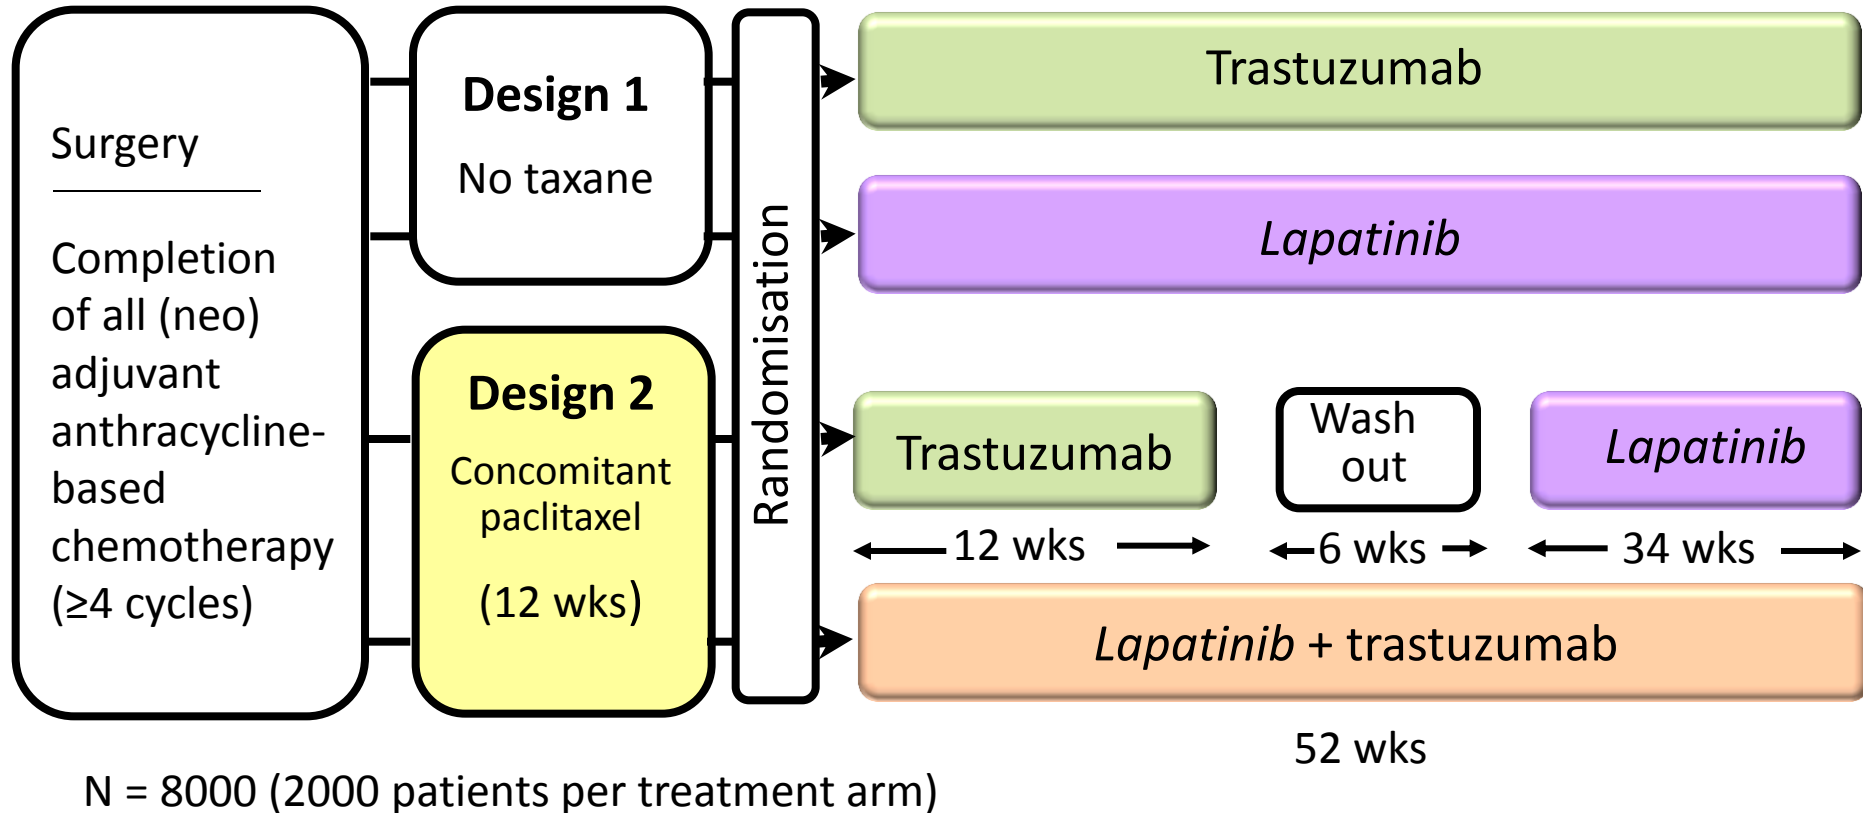 Surgery
Completion
of all (neo)
adjuvant
anthracycline-
based
chemotherapy
(≥4 cycles)
Design 1
No taxane
Design 2
Concomitant
paclitaxel
(12 wks)
Randomisation
Trastuzumab
Lapatinib
Trastuzumab
Wash
out
Lapatinib
12 wks
6 wks
34 wks
Lapatinib + trastuzumab
52 wks
N = 8000 (2000 patients per treatment arm)